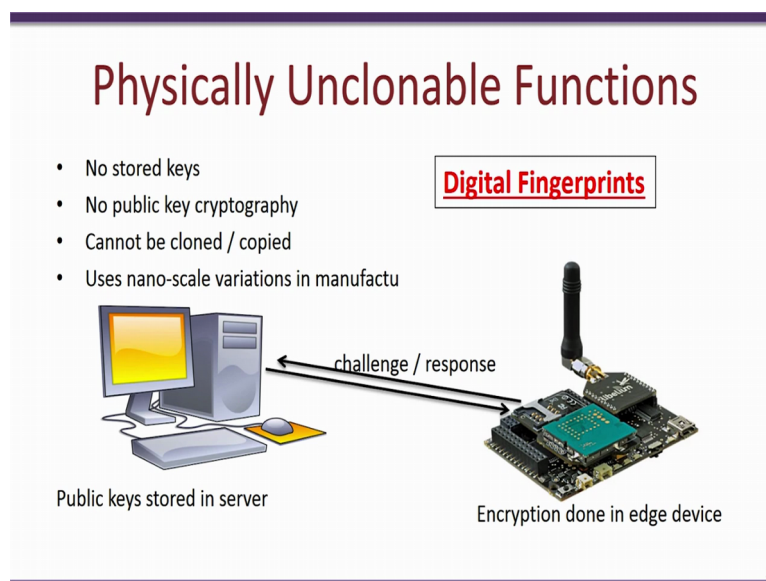 Physically Unclonable Functions
• No stored keys
• No public key cryptography
• Cannot be cloned / copied
• Uses nano-scale variations in manufactu
Digital Fingerprints
challenge / response
libelium
Public keys stored in server
Encryption done in edge device